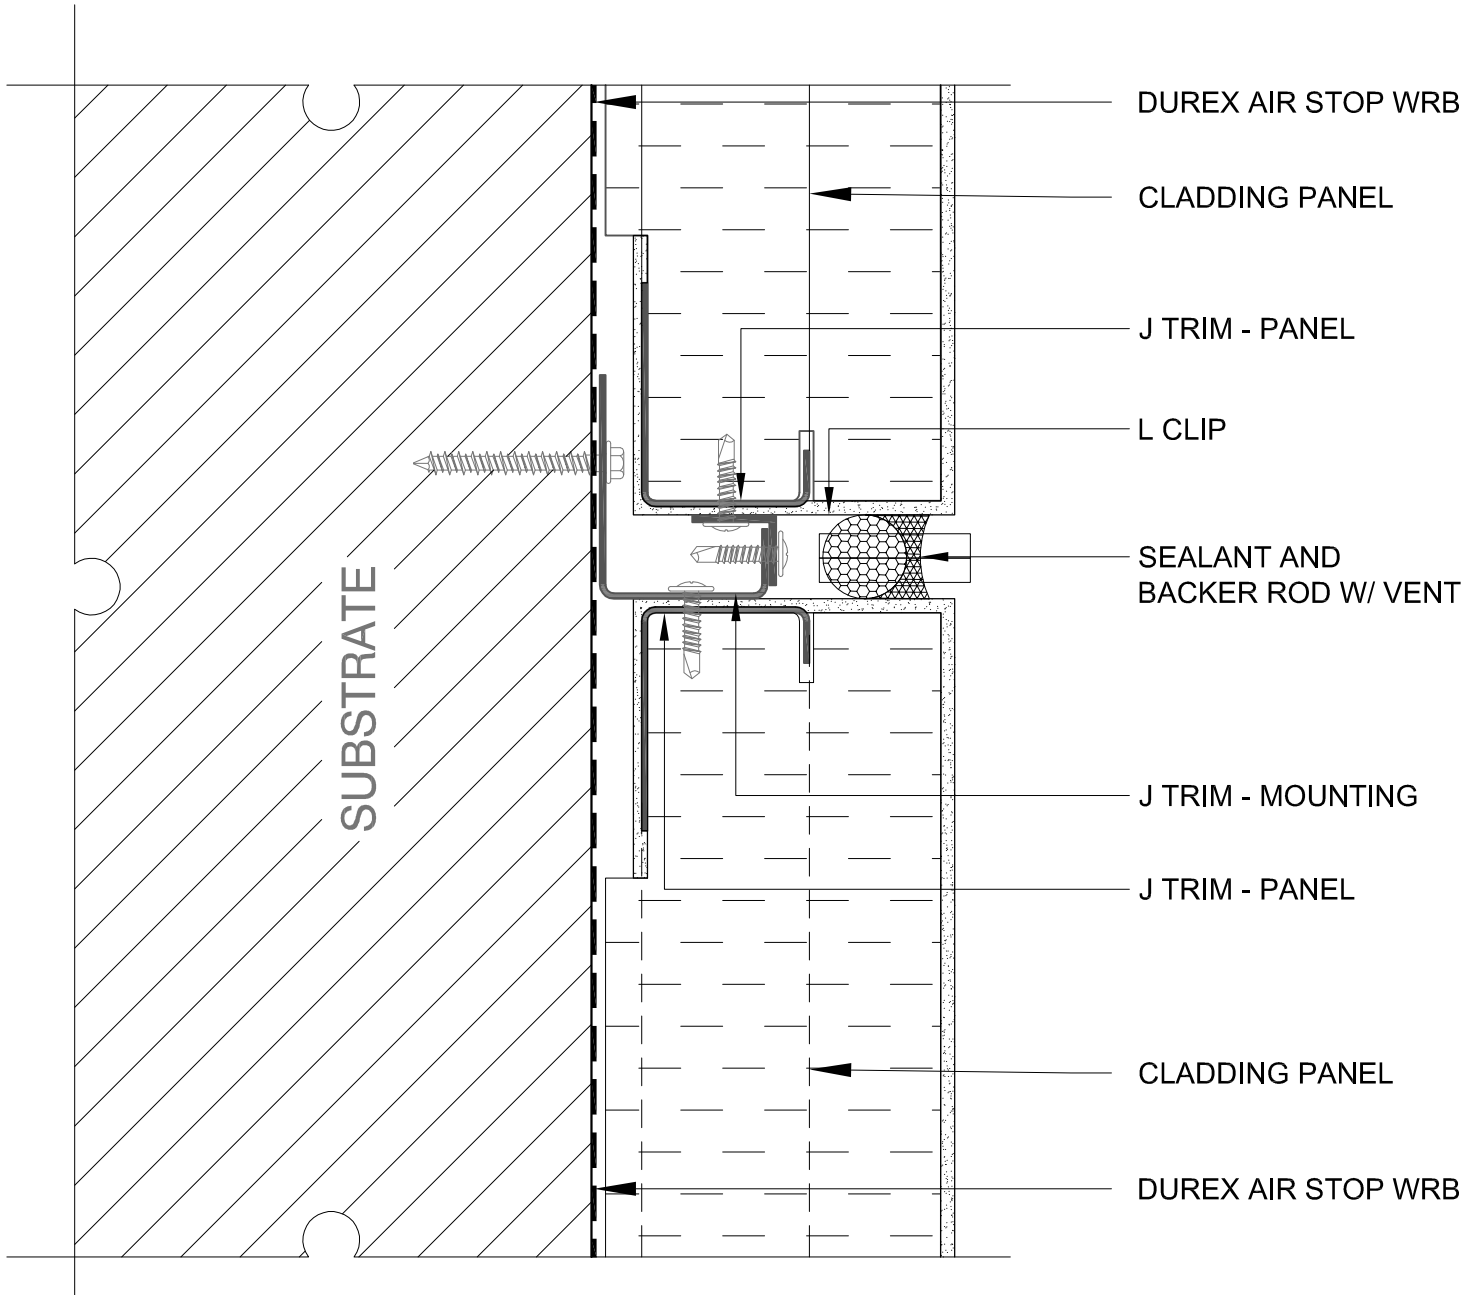 DUREX AIR STOP WRB
CLADDING PANEL
J TRIM - PANEL
L CLIP
SEALANT AND
BACKER ROD W/ VENT
SUBSTRATE
J TRIM - MOUNTING
J TRIM - PANEL
CLADDING PANEL
DUREX AIR STOP WRB